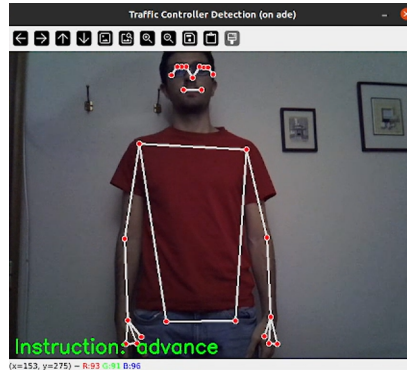 Traffic Controller Detection (on ade)
Instruction: advance
(x=153, y=275) ~ R:93 G:91 B:96